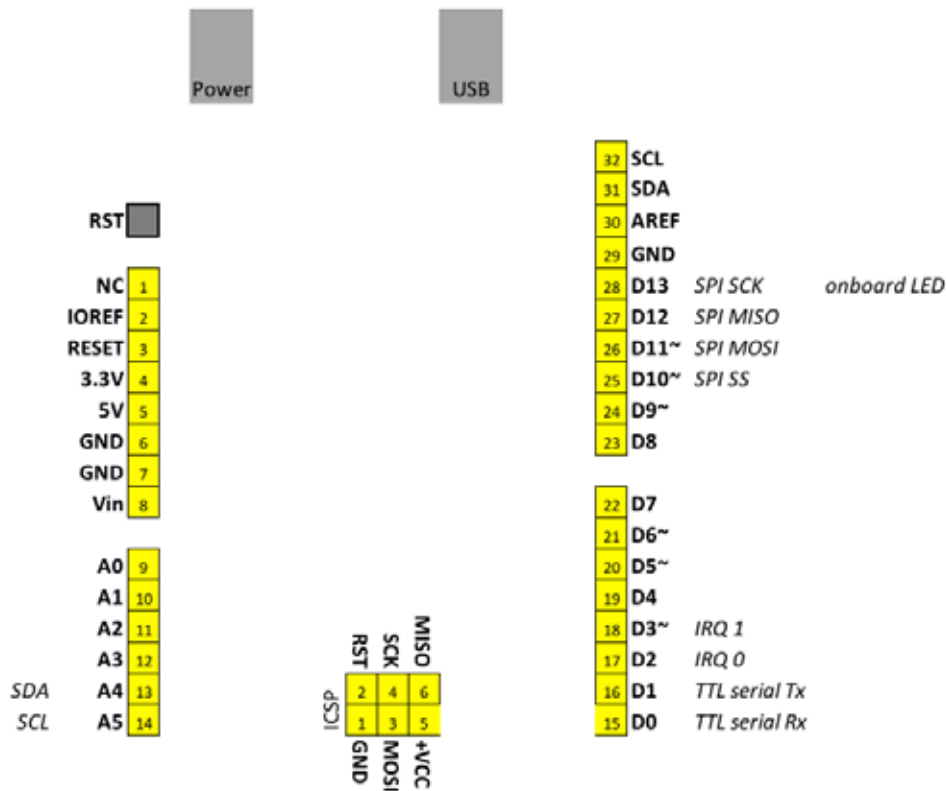 Power
USB
RST
NC 1
IOREF 2
RESET 3
3.3V 4
5V 5
GND 6
GND 7
Vin 8
A0 9
A1 10
A2 11
A3 12
SDA A4 13
SCL A5 14
RST SCK MISO
ICSP
2 4 6
1 3 5
GND MOSI +VCC
32 SCL
31 SDA
30 AREF
29 GND
28 D13 SPI SCK onboard LED
27 D12 SPI MISO
26 D11~ SPI MOSI
25 D10~ SPI SS
24 D9~
23 D8
22 D7
21 D6~
20 D5~
19 D4
18 D3~ IRQ 1
17 D2 IRQ 0
16 D1 TTL serial Tx
15 D0 TTL serial Rx